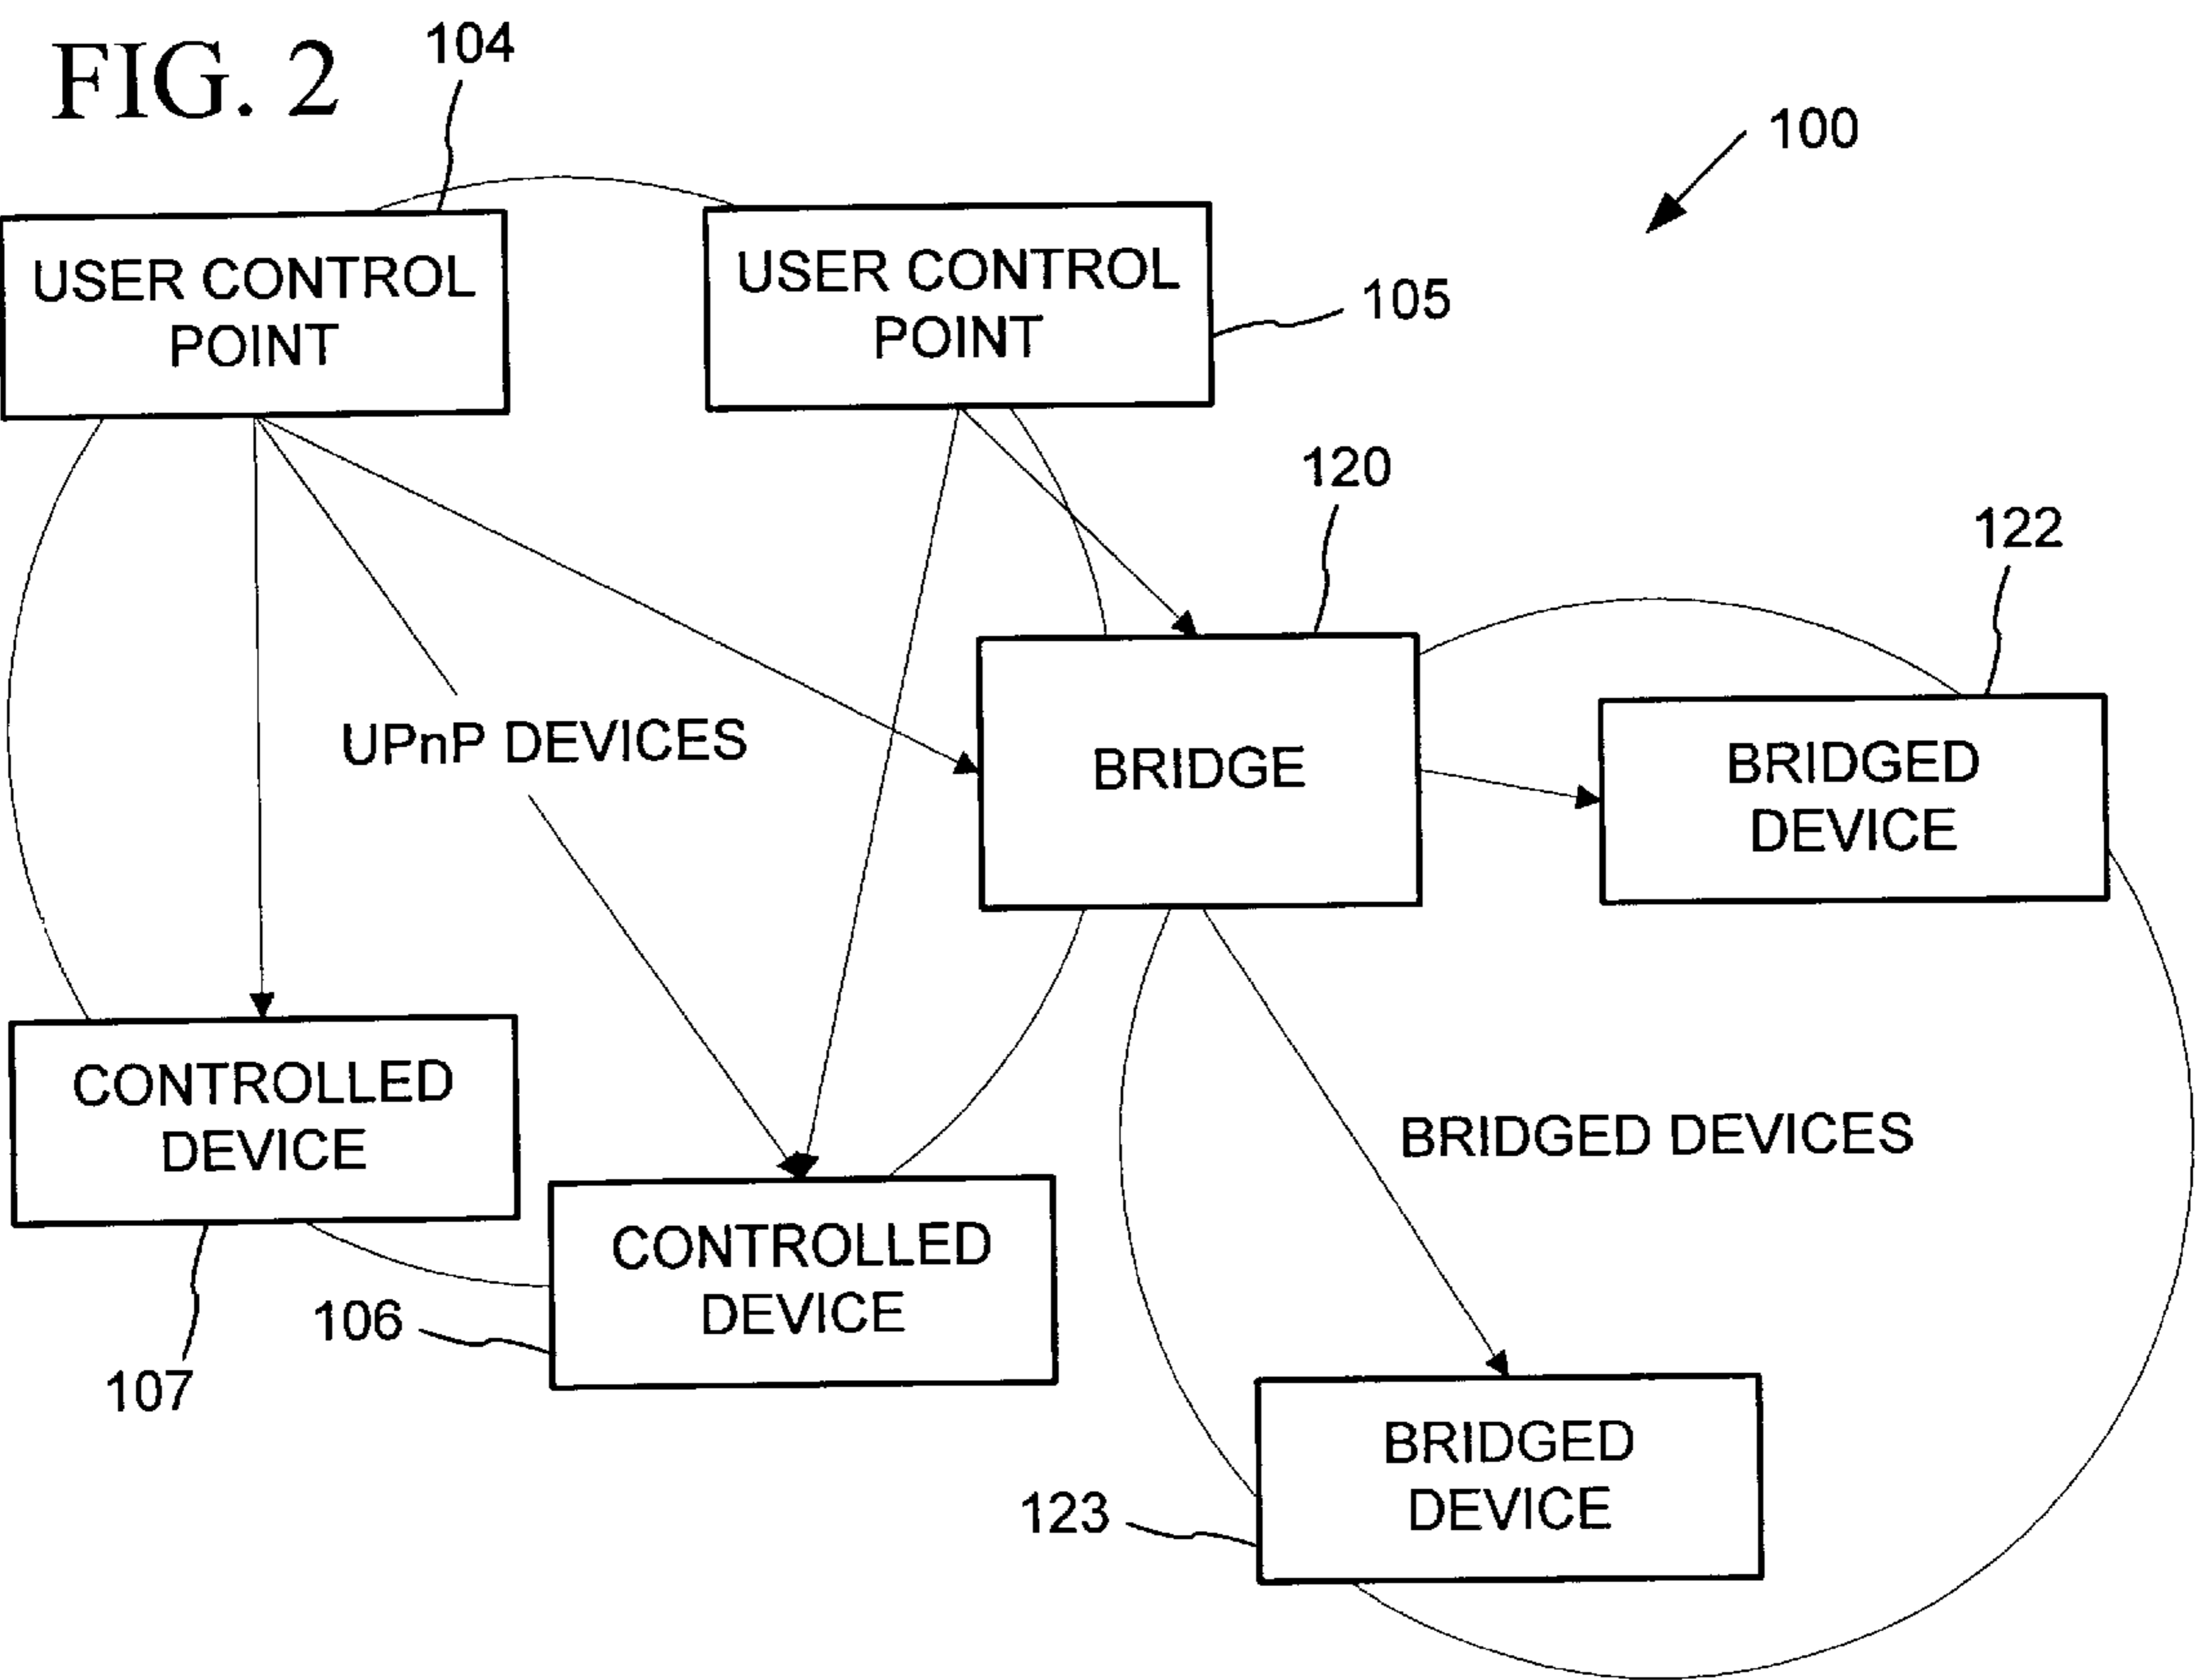 FIG. 2
104
100
USER CONTROL
POINT
USER CONTROL
POINT
105
120
122
UPnP DEVICES
BRIDGE
BRIDGED
DEVICE
CONTROLLED
DEVICE
BRIDGED DEVICES
CONTROLLED
DEVICE
106
107
BRIDGED
DEVICE
123